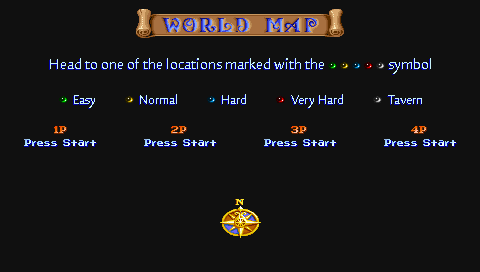 WORLD MAP
Head to one of the locations marked with the symbol
Easy Normal Hard Very Hard Tavern
1P 2P 3P 4P
Press Start Press Start Press Start Press Start
N